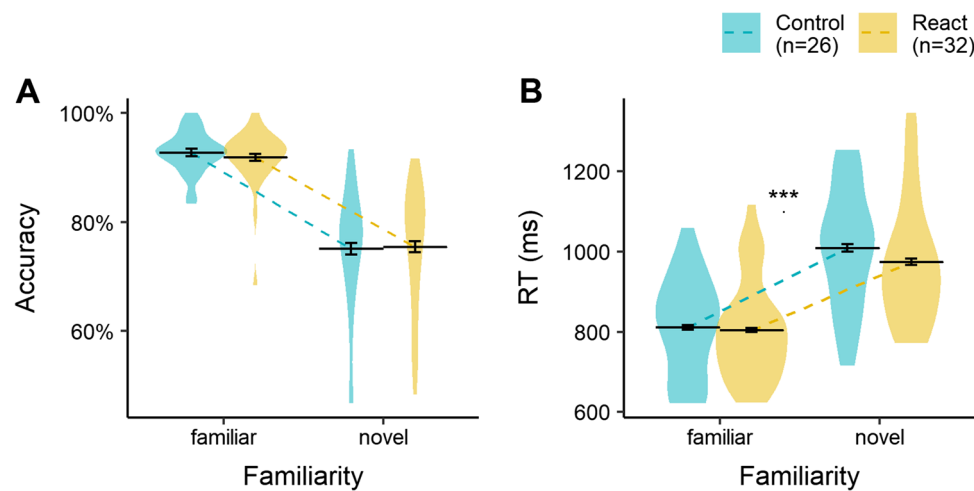 Control
(n=26)
React
(n=32)
A
100%
80%
60%
Accuracy
familiar
novel
Familiarity
B
1200
1000
800
600
RT (ms)
***
.
familiar
novel
Familiarity